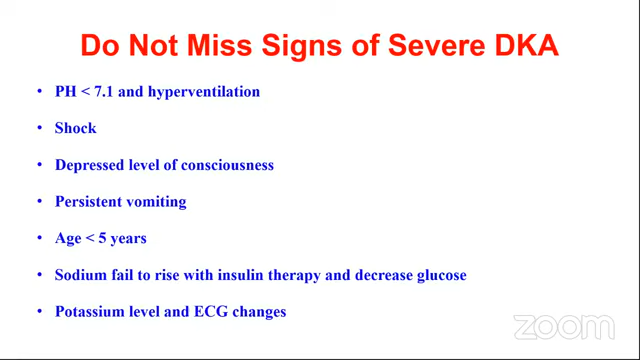 Do Not Miss Signs of Severe DKA
• PH < 7.1 and hyperventilation
• Shock
• Depressed level of consciousness
• Persistent vomiting
• Age < 5 years
• Sodium fail to rise with insulin therapy and decrease glucose
• Potassium level and ECG changes
zoom